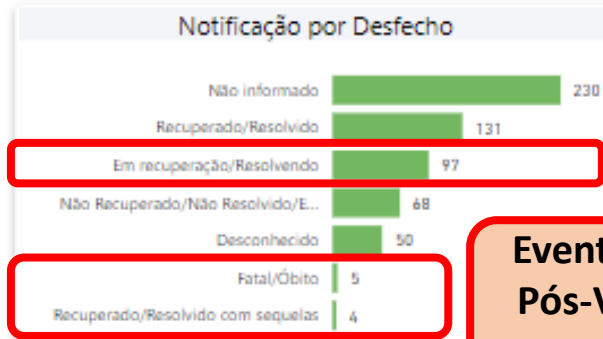 Notificação por Desfecho
Não informado 230
Recuperado/Resolvido 131
Em recuperação/Resolvendo 97
Não Recuperado/Não Resolvido/E... 68
Desconhecido 50
Fatal/Óbito 5
Recuperado/Resolvido com sequelas 4
Event
Pós-V